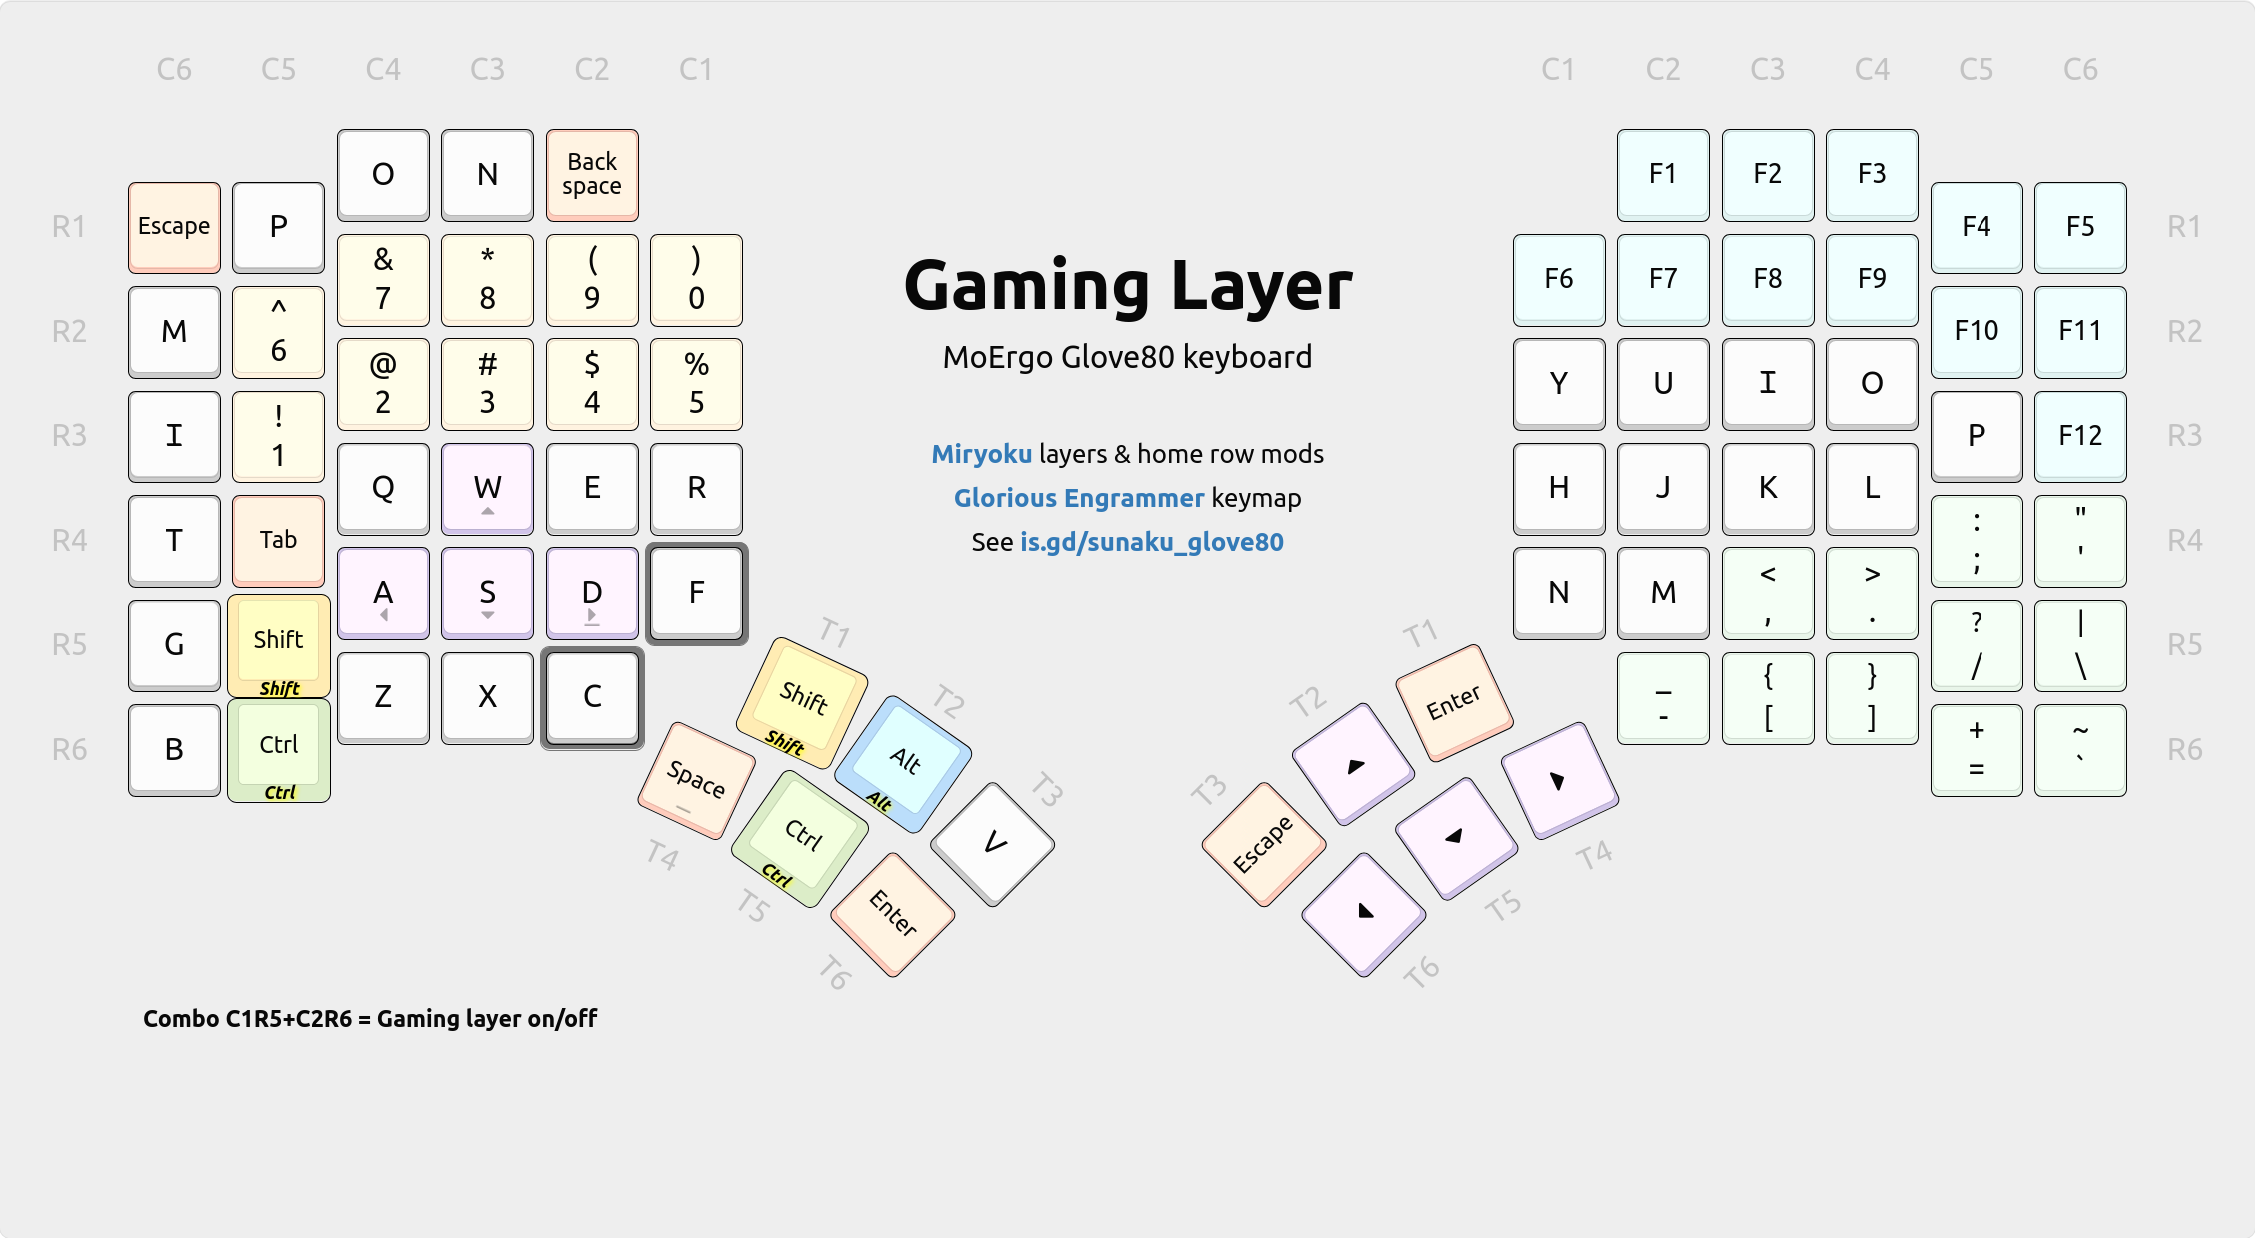 C6 C5 C4 C3 C2 C1 C1 C2 C3 C4 C5 C6
O N Back space F1 F2 F3
R1 Escape P F4 F5 R1
& 7 * 8 ( 9 ) 0 F6 F7 F8 F9
R2 M ^ 6 F10 F11 R2
@ 2 # 3 $ 4 % 5 Y U I O
R3 I ! 1 P F12 R3
Q W E R H J K L
R4 T Tab : ; " ' R4
A S D F N M < , > .
R5 G Shift Shift ? / | \ R5
Z X C _ - { [ } ]
R6 B Ctrl Ctrl + = ~ ` R6
Gaming Layer
MoErgo Glove80 keyboard
Miryoku layers & home row mods
Glorious Engrammer keymap
See is.gd/sunaku_glove80
T1 T2 T3
Shift Shift Alt Alt V
Space _ Ctrl Ctrl Enter
T4 T5 T6
T3 T2 T1
Escape Enter
T6 T5 T4
Combo C1R5+C2R6 = Gaming layer on/off